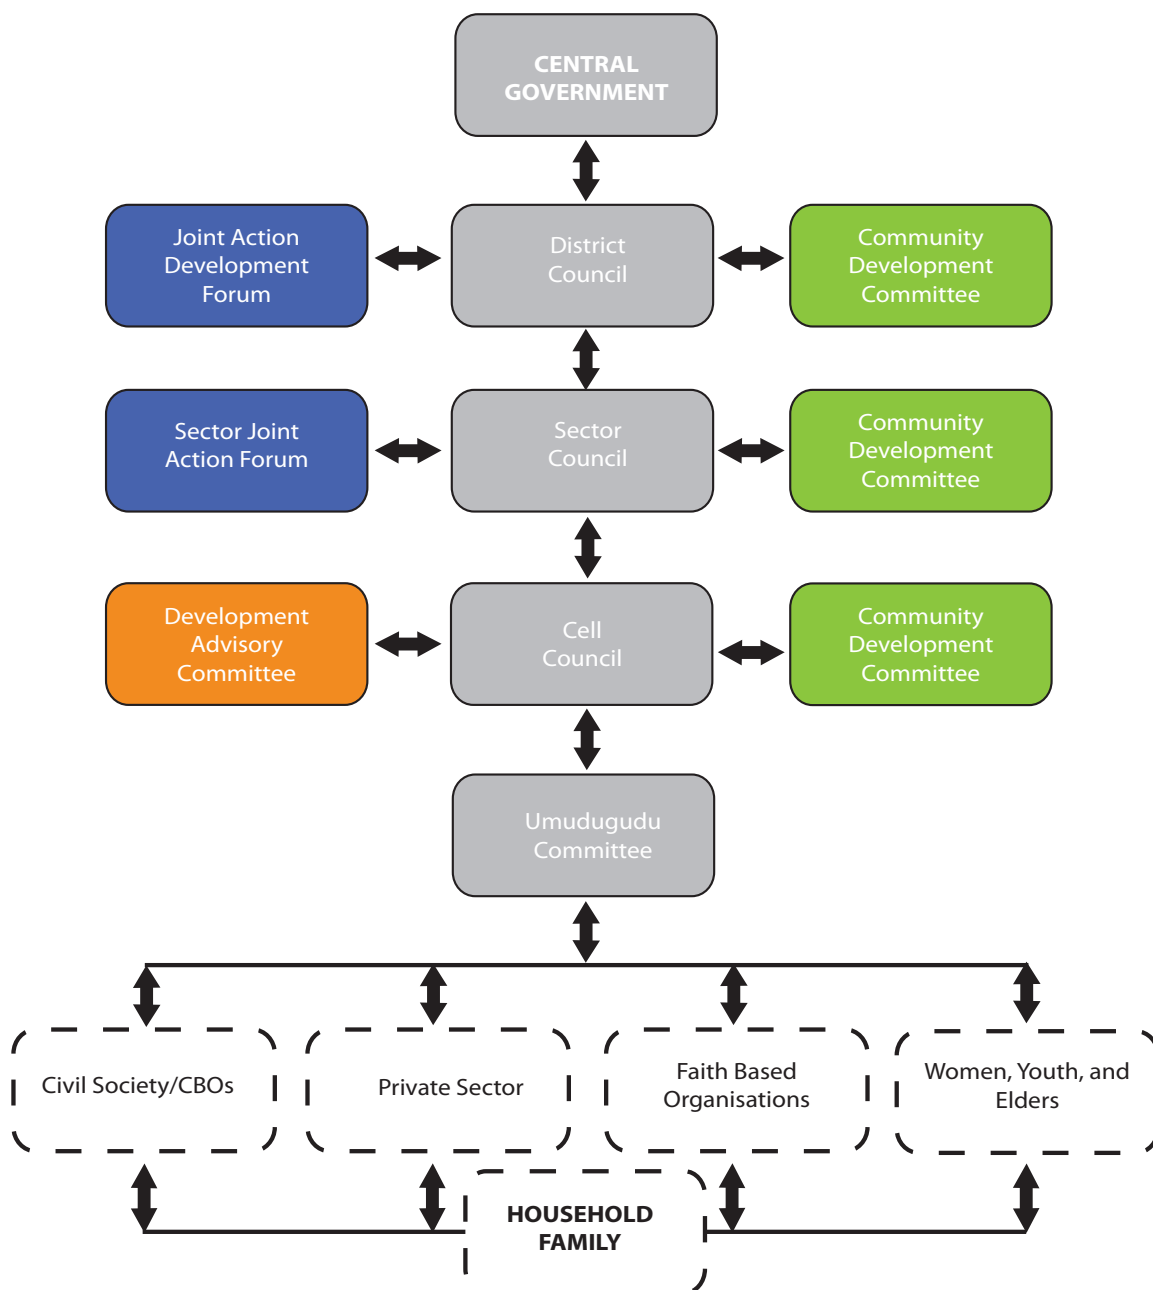 CENTRAL
GOVERNMENT
Joint Action
Development
Forum
District
Council
Community
Development
Committee
Sector Joint
Action Forum
Sector
Council
Community
Development
Committee
Development
Advisory
Committee
Cell
Council
Community
Development
Committee
Umudugudu
Committee
Civil Society/CBOs
Private Sector
Faith Based
Organisations
Women, Youth, and
Elders
HOUSEHOLD
FAMILY